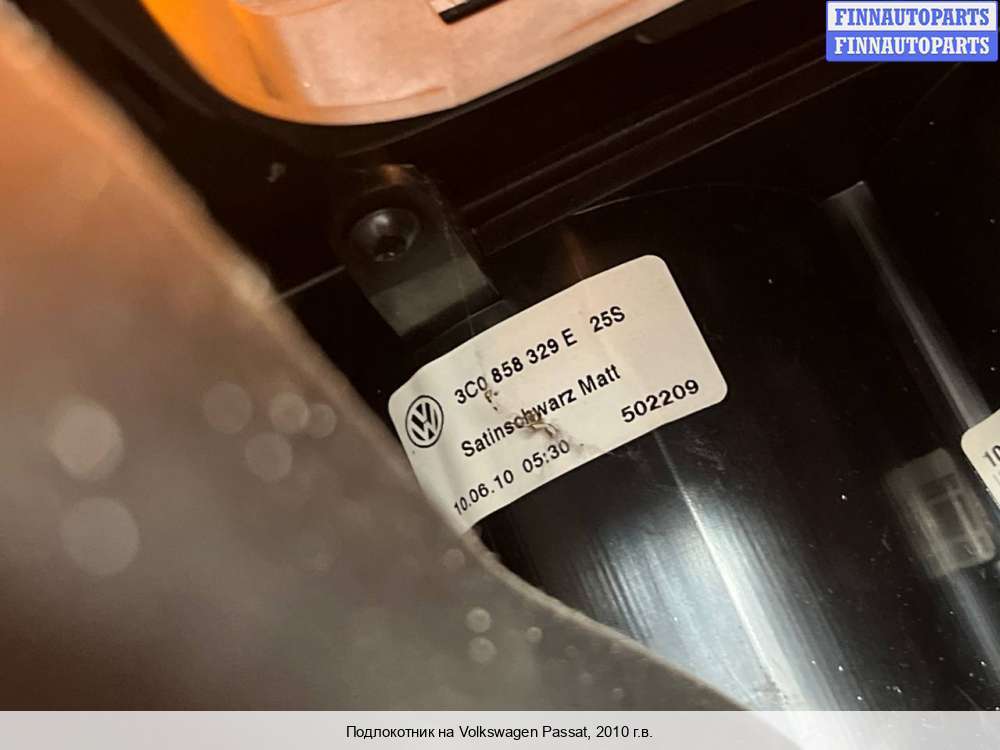 FINNAUTOPARTS
FINNAUTOPARTS
3C0 858 329 E 25S
Satinschwarz Matt
10.06.10 05:30 502209
10
Подлокотник на Volkswagen Passat, 2010 г.в.